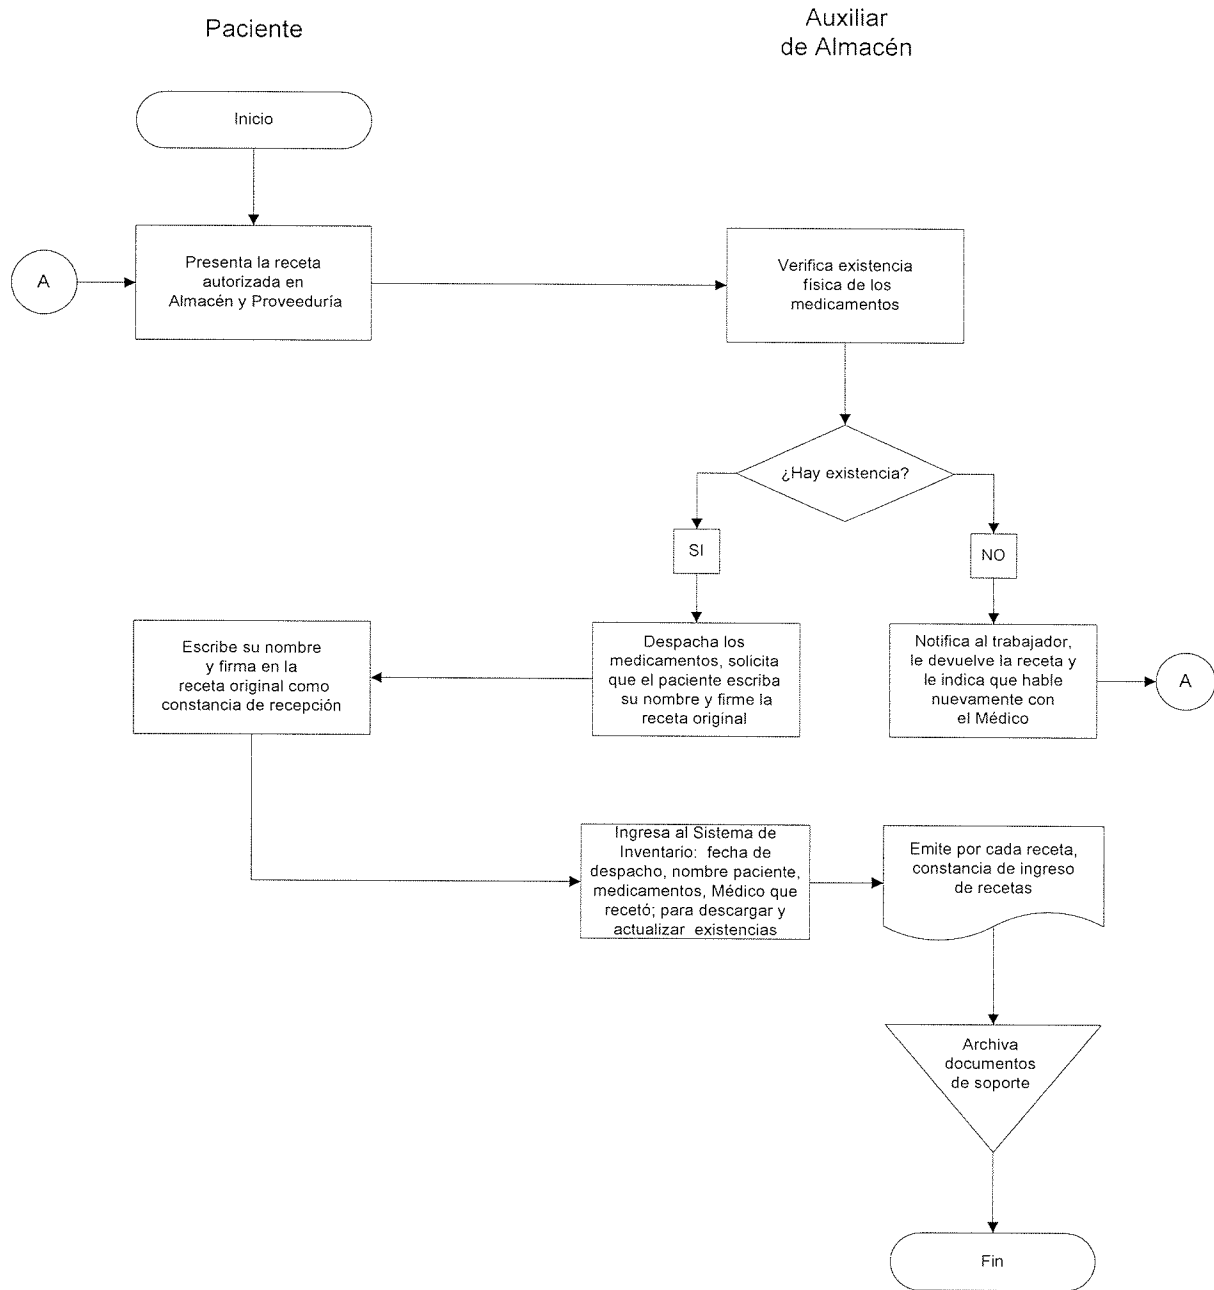 Paciente
Auxiliar
de Almacén
Inicio
A
Presenta la receta
autorizada en
Almacén y Proveeduría
Verifica existencia
física de los
medicamentos
¿Hay existencia?
SI
NO
Escribe su nombre
y firma en la
receta original como
constancia de recepción
Despacha los
medicamentos, solicita
que el paciente escriba
su nombre y firme la
receta original
Notifica al trabajador,
le devuelve la receta y
le indica que hable
nuevamente con
el Médico
A
Ingresa al Sistema de
Inventario: fecha de
despacho, nombre paciente,
medicamentos, Médico que
recetó; para descargar y
actualizar existencias
Emite por cada receta,
constancia de ingreso
de recetas
Archiva
documentos
de soporte
Fin